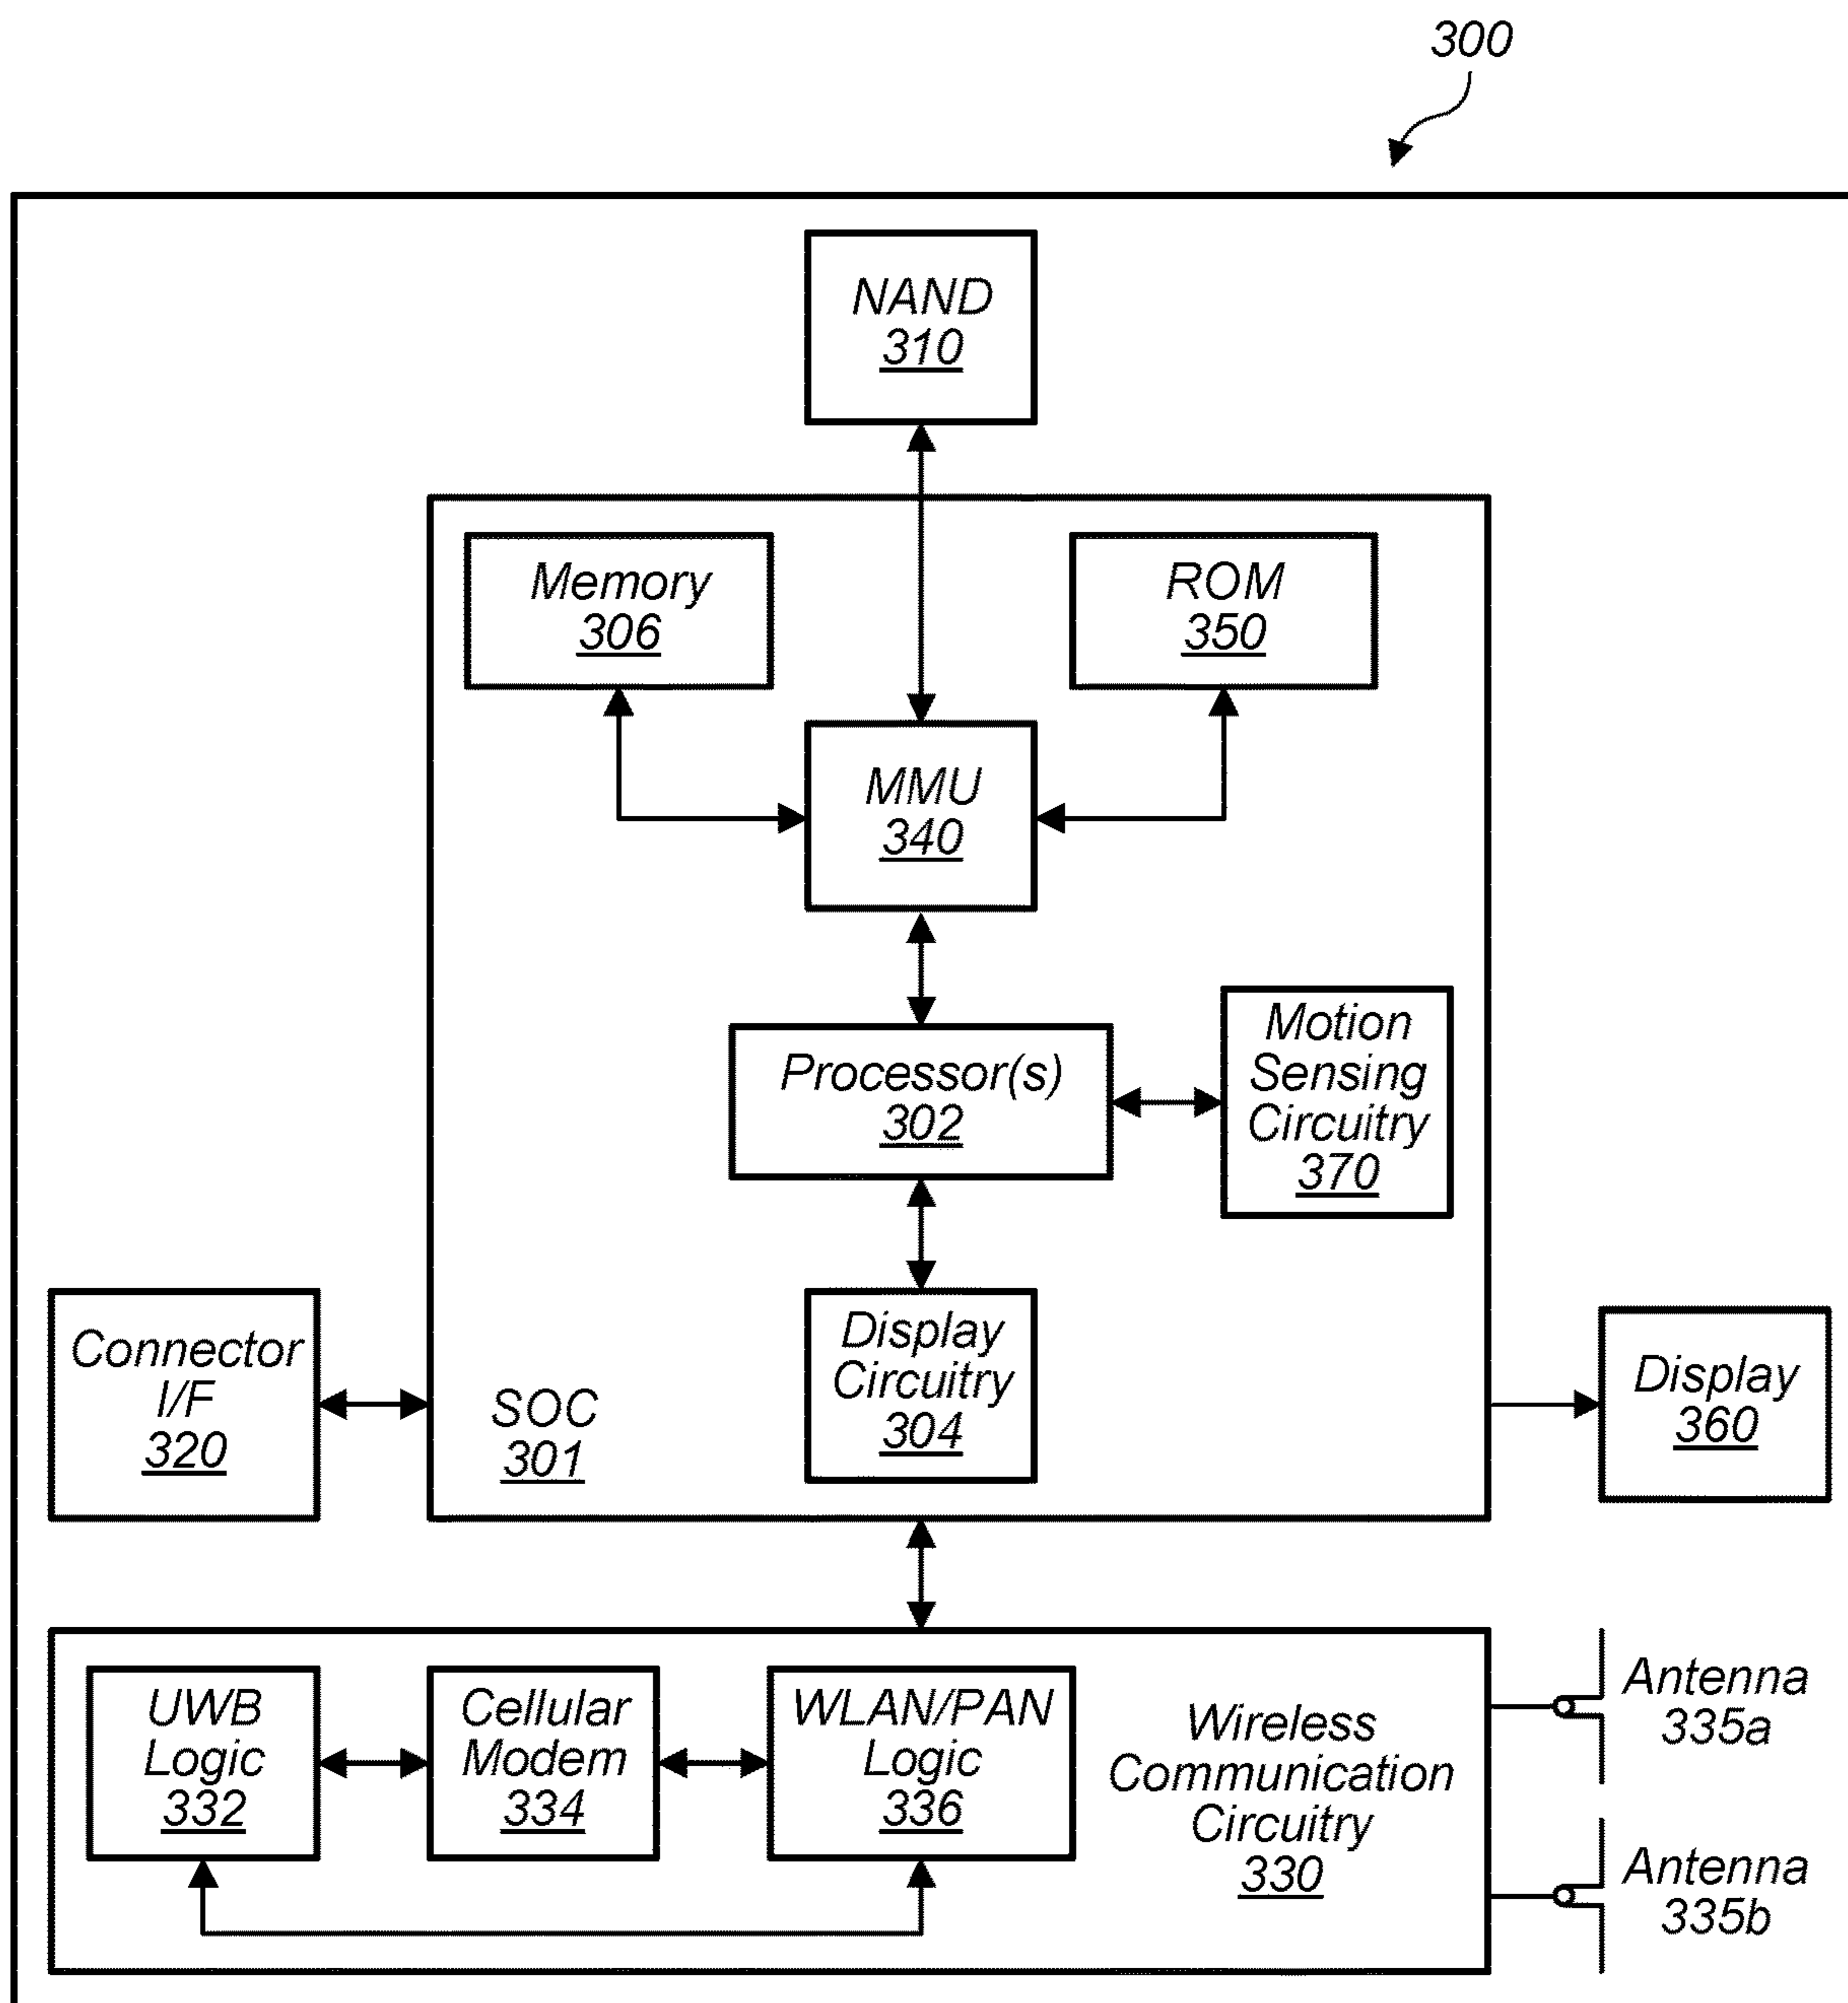 300
NAND
310
Memory
306
ROM
350
MMU
340
Processor(s)
302
Motion
Sensing
Circuitry
370
Connector
I/F
320
SOC
301
Display
Circuitry
304
Display
360
UWB
Logic
332
Cellular
Modem
334
WLAN/PAN
Logic
336
Wireless
Communication
Circuitry
330
Antenna
335a
Antenna
335b